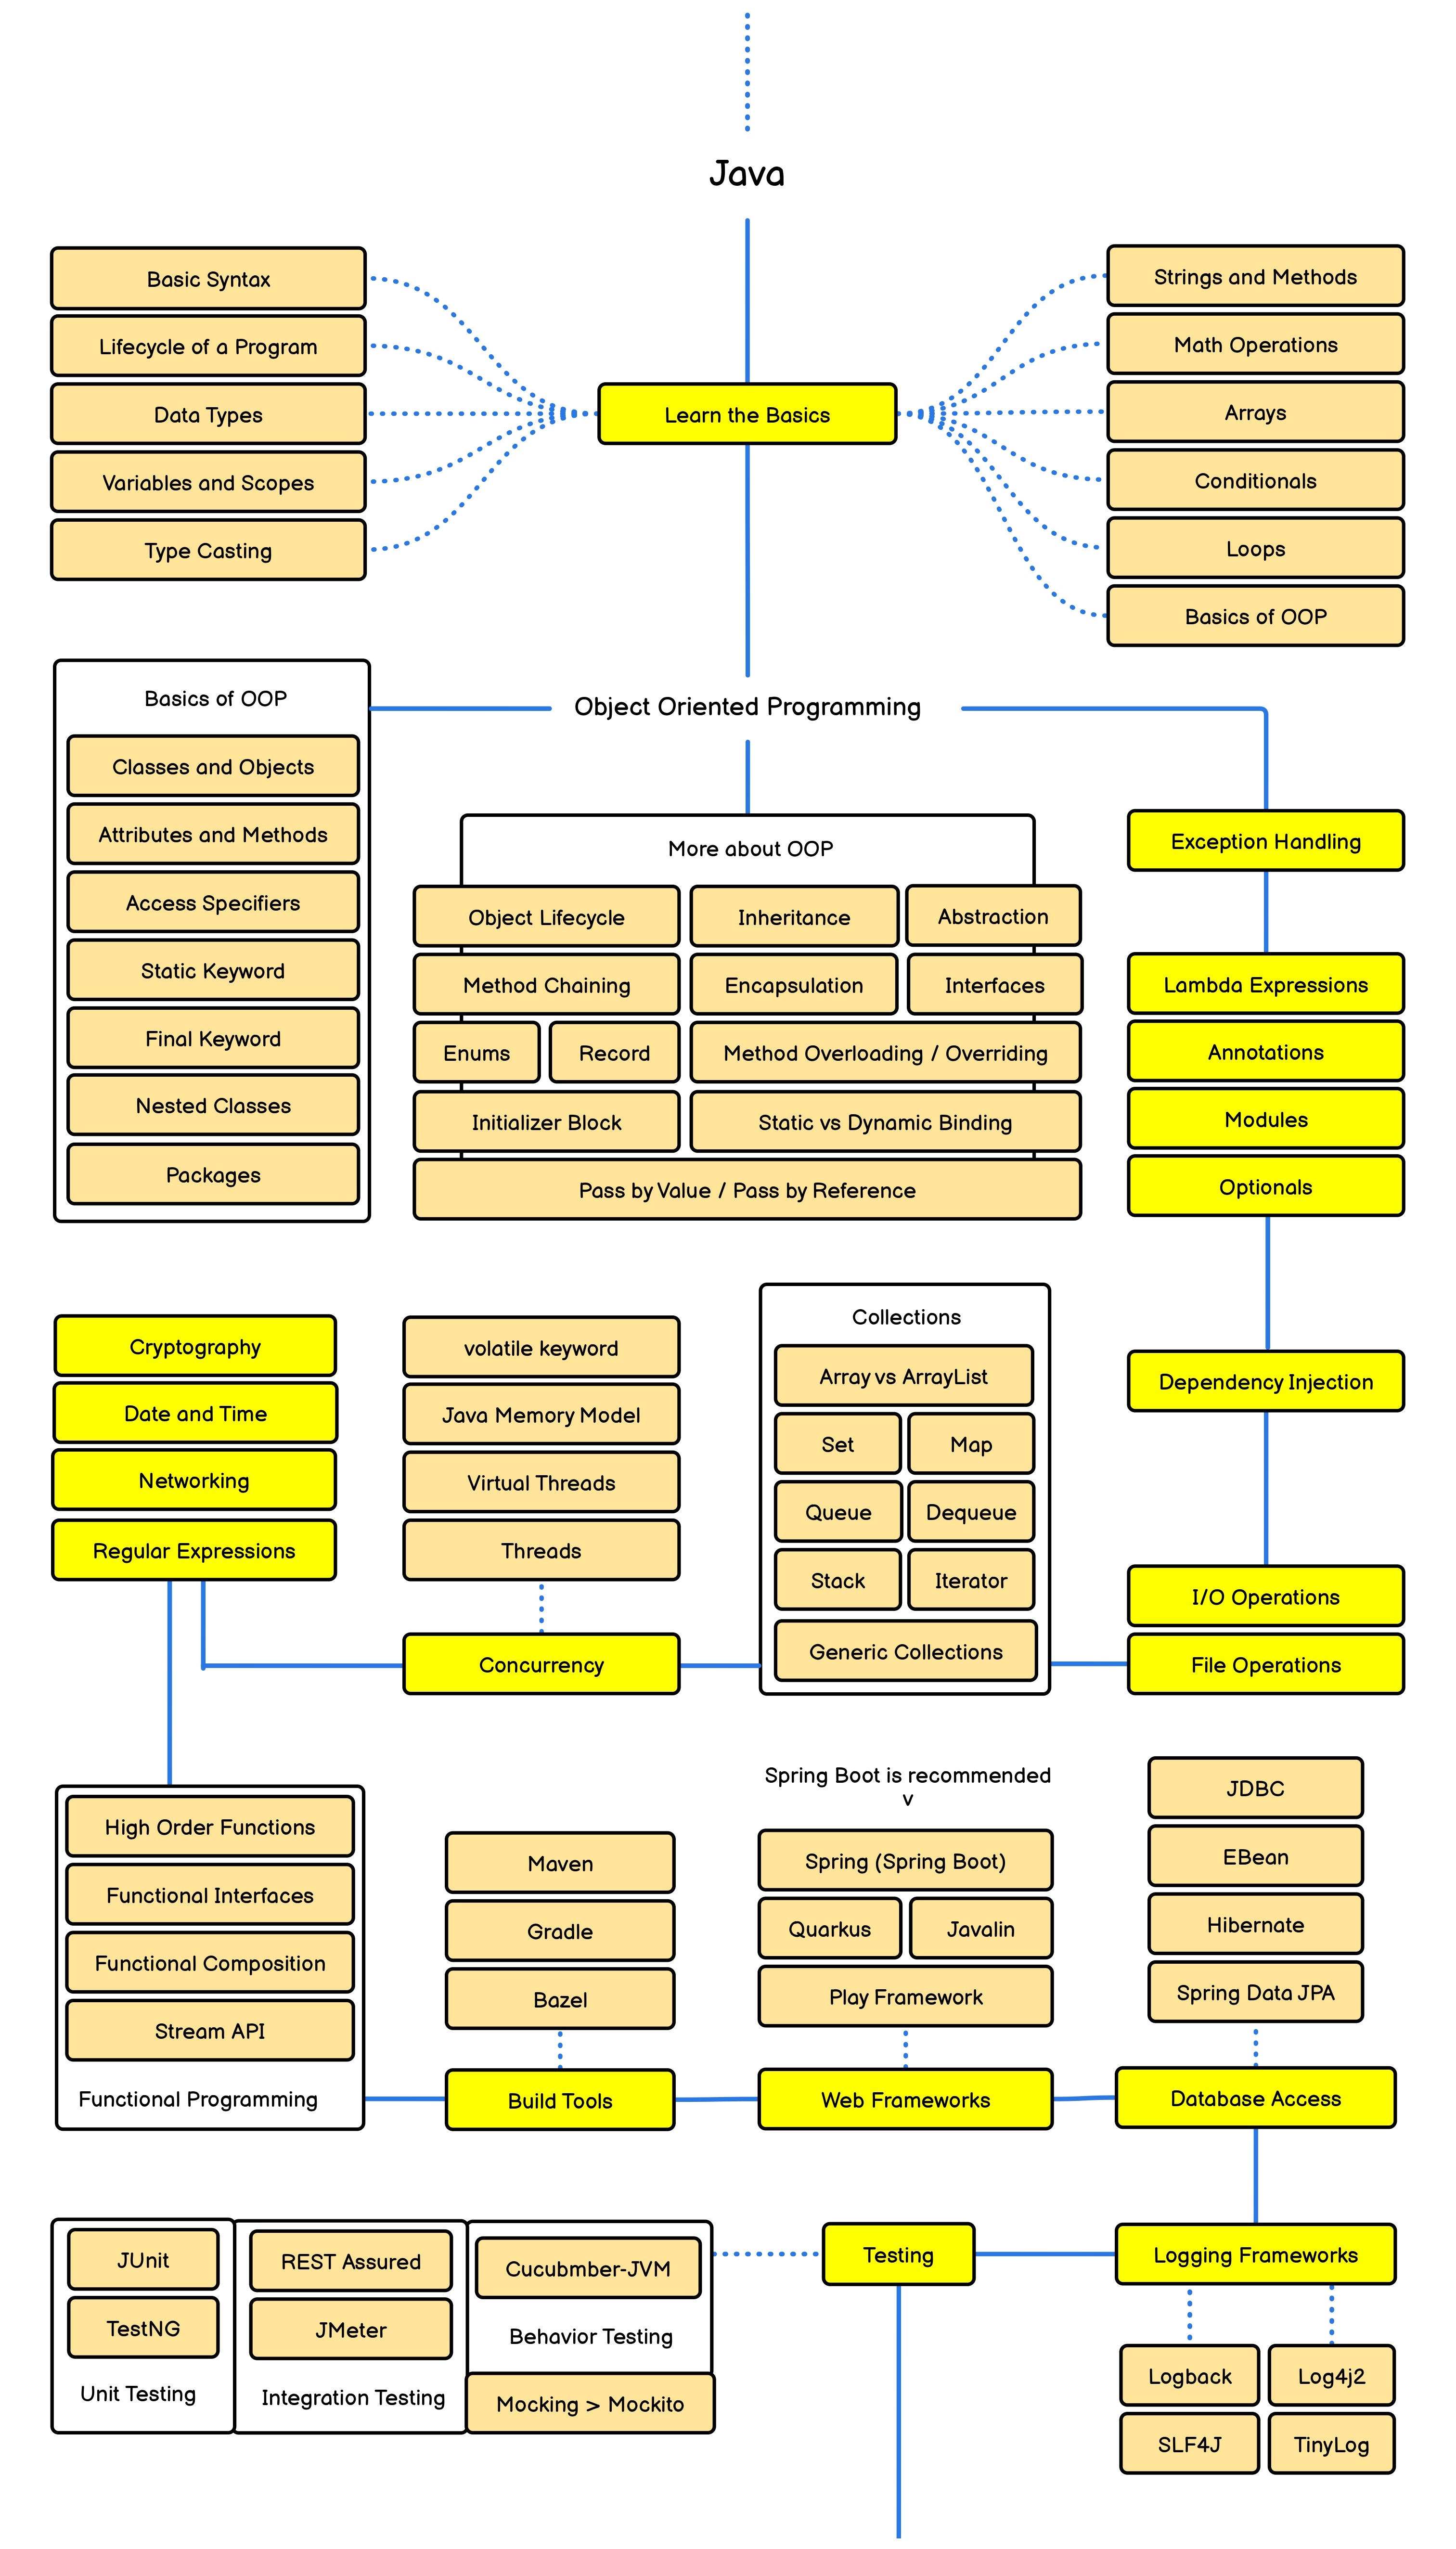 Java
Basic Syntax
Lifecycle of a Program
Data Types
Variables and Scopes
Type Casting
Learn the Basics
Strings and Methods
Math Operations
Arrays
Conditionals
Loops
Basics of OOP
Object Oriented Programming
Basics of OOP
Classes and Objects
Attributes and Methods
Access Specifiers
Static Keyword
Final Keyword
Nested Classes
Packages
More about OOP
Object Lifecycle
Inheritance
Abstraction
Method Chaining
Encapsulation
Interfaces
Enums
Record
Method Overloading / Overriding
Initializer Block
Static vs Dynamic Binding
Pass by Value / Pass by Reference
Exception Handling
Lambda Expressions
Annotations
Modules
Optionals
Dependency Injection
I/O Operations
File Operations
Collections
Array vs ArrayList
Set
Map
Queue
Dequeue
Stack
Iterator
Generic Collections
volatile keyword
Java Memory Model
Virtual Threads
Threads
Concurrency
Cryptography
Date and Time
Networking
Regular Expressions
High Order Functions
Functional Interfaces
Functional Composition
Stream API
Functional Programming
Maven
Gradle
Bazel
Build Tools
Spring Boot is recommended
v
Spring (Spring Boot)
Quarkus
Javalin
Play Framework
Web Frameworks
JDBC
EBean
Hibernate
Spring Data JPA
Database Access
Logging Frameworks
Logback
Log4j2
SLF4J
TinyLog
Testing
JUnit
TestNG
Unit Testing
REST Assured
JMeter
Integration Testing
Cucubmber-JVM
Behavior Testing
Mocking > Mockito